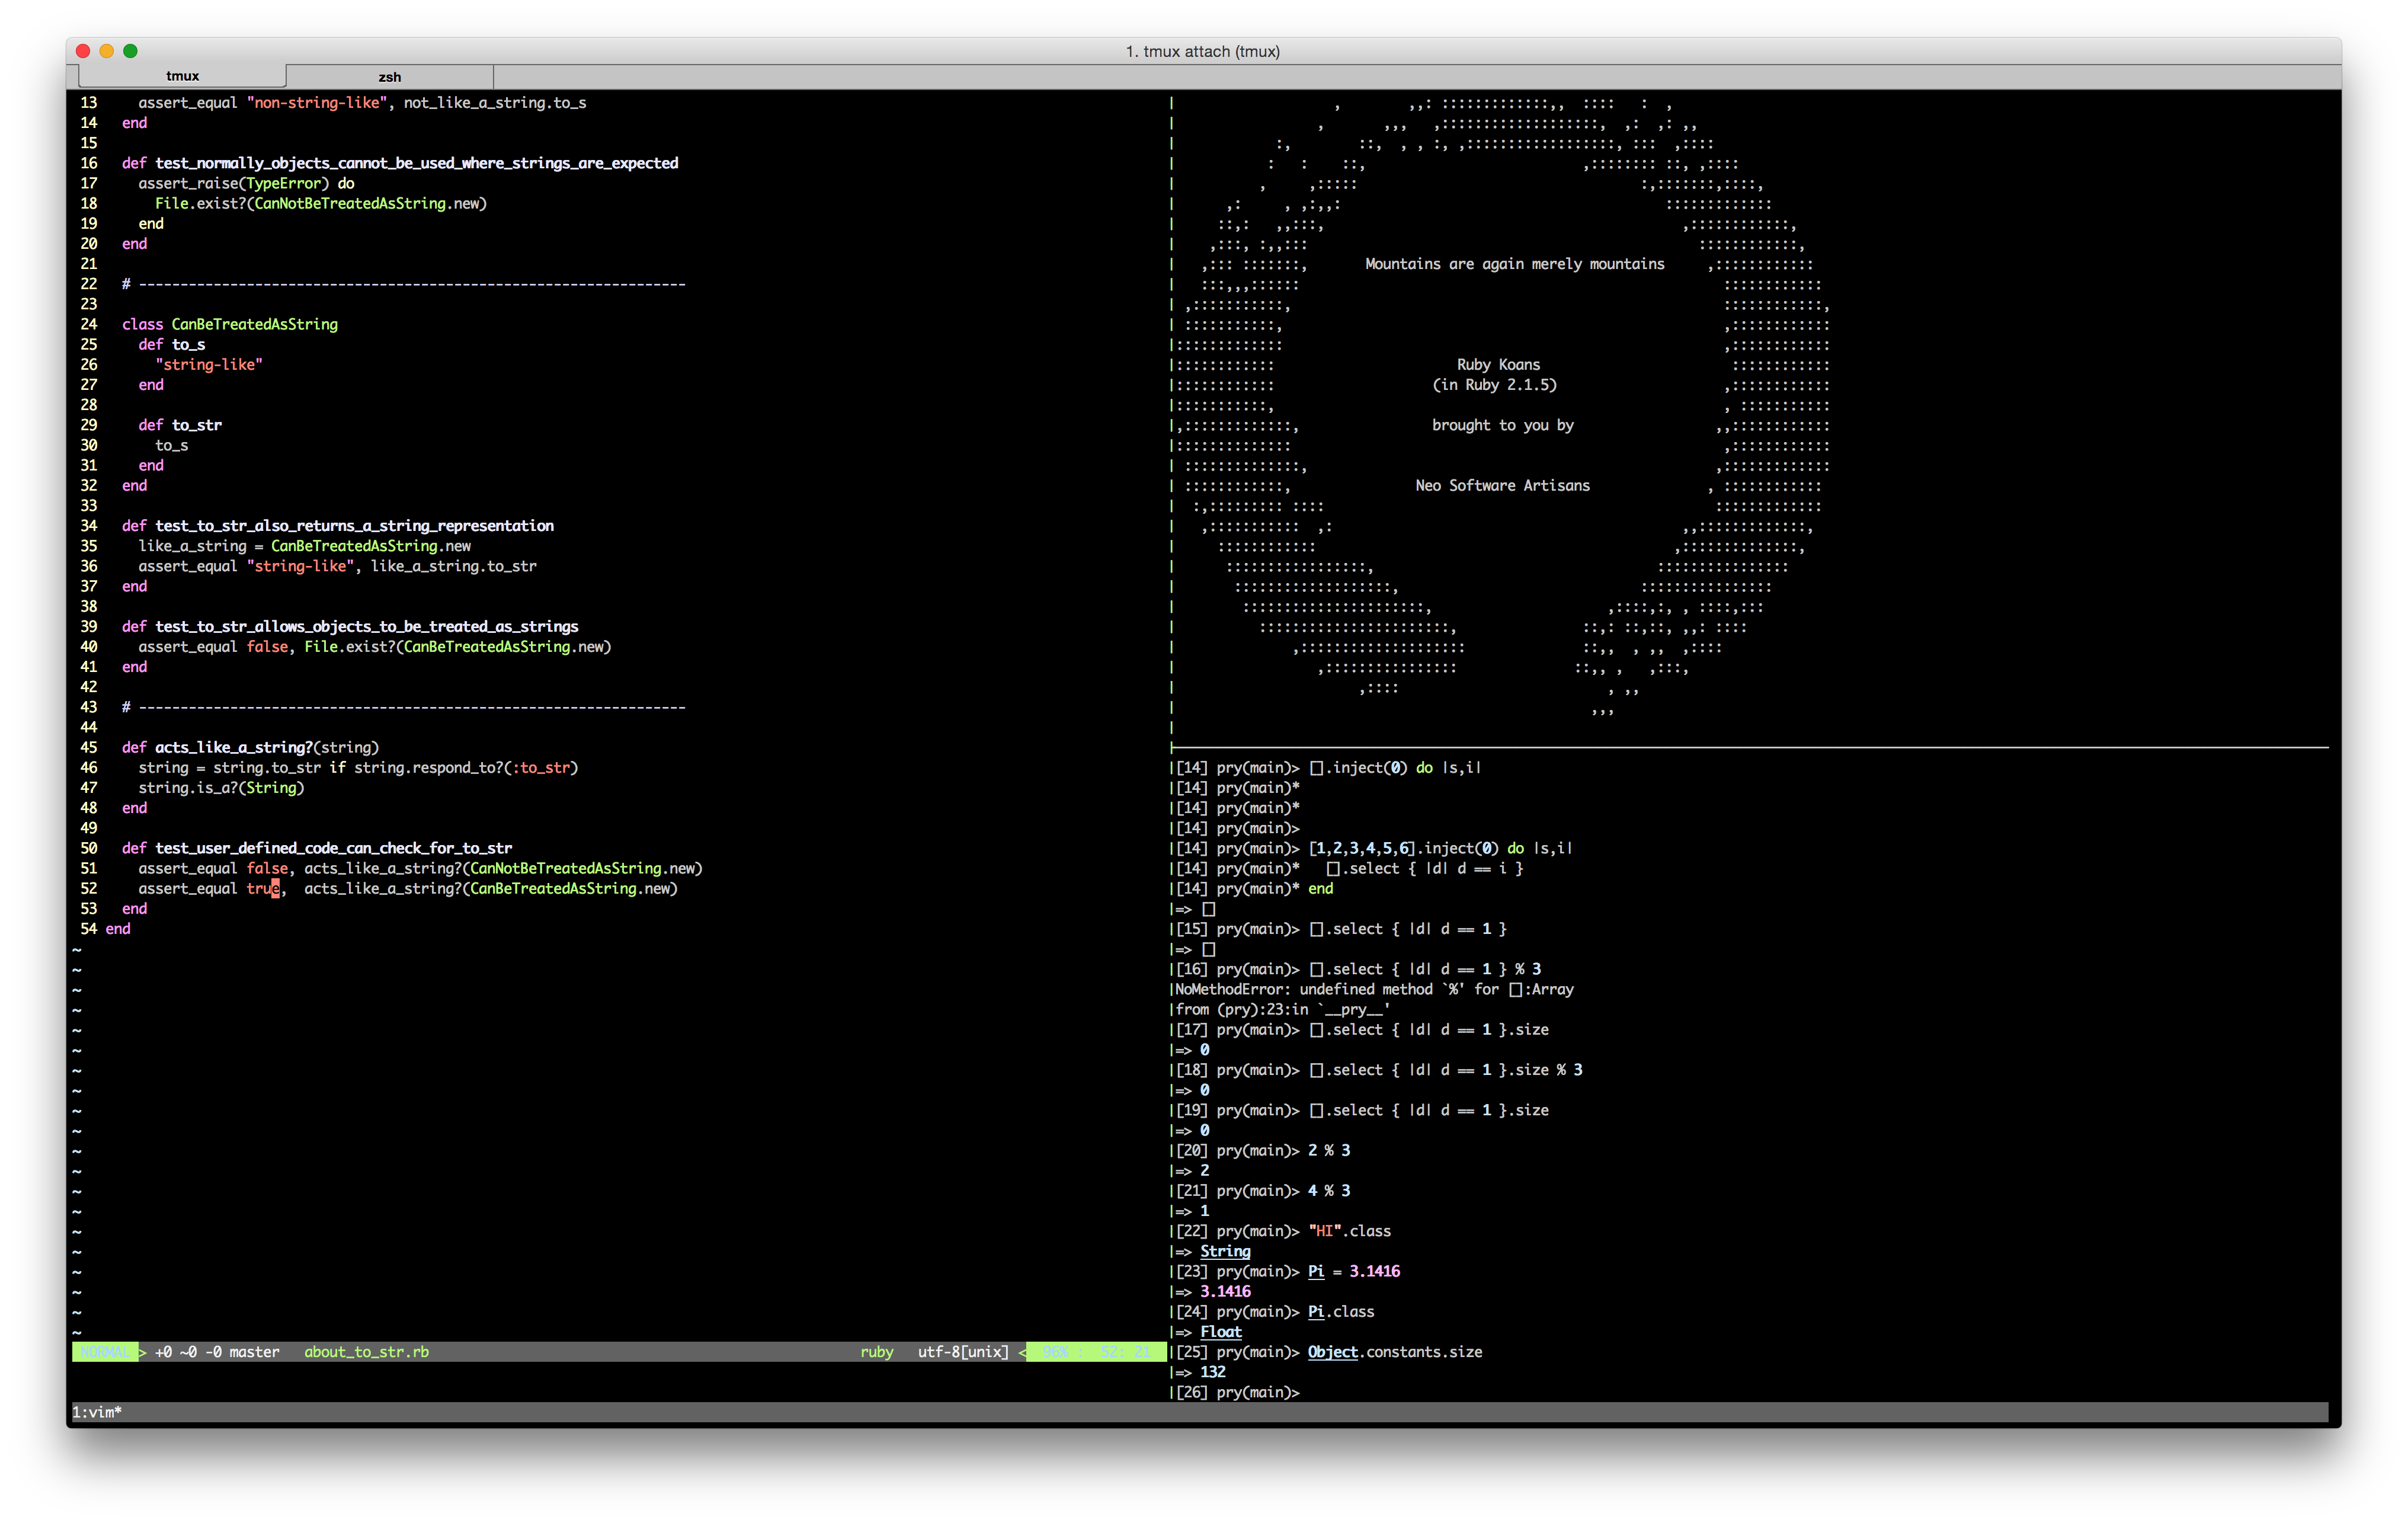 1. tmux attach (tmux)
tmux
zsh
13 assert_equal "non-string-like", not_like_a_string.to_s
14 end
15
16 def test_normally_objects_cannot_be_used_where_strings_are_expected
17 assert_raise(TypeError) do
18 File.exist?(CanNotBeTreatedAsString.new)
19 end
20 end
21
22 # ------------------------------------------------------------------
23
24 class CanBeTreatedAsString
25 def to_s
26 "string-like"
27 end
28
29 def to_str
30 to_s
31 end
32 end
33
34 def test_to_str_also_returns_a_string_representation
35 like_a_string = CanBeTreatedAsString.new
36 assert_equal "string-like", like_a_string.to_str
37 end
38
39 def test_to_str_allows_objects_to_be_treated_as_strings
40 assert_equal false, File.exist?(CanBeTreatedAsString.new)
41 end
42
43 # ------------------------------------------------------------------
44
45 def acts_like_a_string?(string)
46 string = string.to_str if string.respond_to?(:to_str)
47 string.is_a?(String)
48 end
49
50 def test_user_defined_code_can_check_for_to_str
51 assert_equal false, acts_like_a_string?(CanNotBeTreatedAsString.new)
52 assert_equal true, acts_like_a_string?(CanBeTreatedAsString.new)
53 end
54 end
NORMAL > +0 ~0 -0 master about_to_str.rb ruby utf-8[unix] < 96% : 52: 21
Mountains are again merely mountains
Ruby Koans
(in Ruby 2.1.5)
brought to you by
Neo Software Artisans
[14] pry(main)> [].inject(0) do |s,i|
[14] pry(main)*
[14] pry(main)*
[14] pry(main)>
[14] pry(main)> [1,2,3,4,5,6].inject(0) do |s,i|
[14] pry(main)* [].select { |d| d == i }
[14] pry(main)* end
=> []
[15] pry(main)> [].select { |d| d == 1 }
=> []
[16] pry(main)> [].select { |d| d == 1 } % 3
NoMethodError: undefined method `%' for []:Array
from (pry):23:in `__pry__'
[17] pry(main)> [].select { |d| d == 1 }.size
=> 0
[18] pry(main)> [].select { |d| d == 1 }.size % 3
=> 0
[19] pry(main)> [].select { |d| d == 1 }.size
=> 0
[20] pry(main)> 2 % 3
=> 2
[21] pry(main)> 4 % 3
=> 1
[22] pry(main)> "HI".class
=> String
[23] pry(main)> Pi = 3.1416
=> 3.1416
[24] pry(main)> Pi.class
=> Float
[25] pry(main)> Object.constants.size
=> 132
[26] pry(main)>
1:vim*